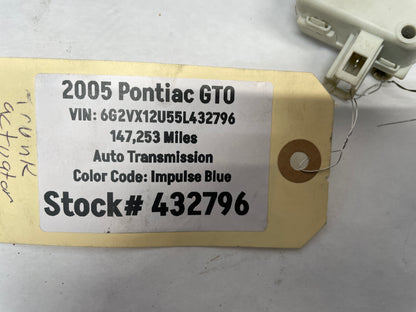 2005 Pontiac GTO
VIN: 6G2VX12U55L432796
147,253 Miles
Auto Transmission
Color Code: Impulse Blue
Stock# 432796
Trunk
actuator